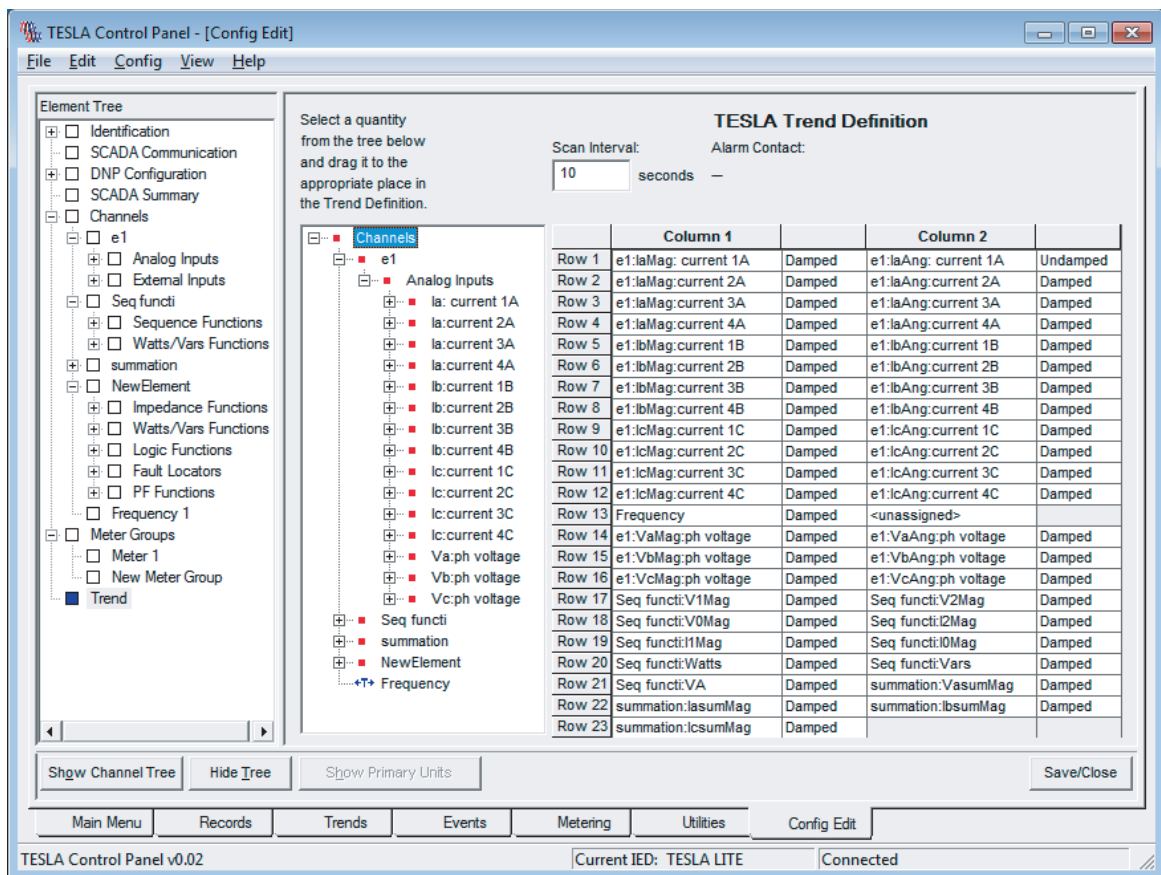 TESLA Control Panel - [Config Edit]
File Edit Config View Help
Element Tree
Identification
SCADA Communication
DNP Configuration
SCADA Summary
Channels
e1
Analog Inputs
External Inputs
Seq functi
Sequence Functions
Watts/Vars Functions
summation
NewElement
Impedance Functions
Watts/Vars Functions
Logic Functions
Fault Locators
PF Functions
Frequency 1
Meter Groups
Meter 1
New Meter Group
Trend
Select a quantity
from the tree below
and drag it to the
appropriate place in
the Trend Definition.
TESLA Trend Definition
Scan Interval: Alarm Contact:
10 seconds –
Channels
e1
Analog Inputs
Ia: current 1A
Ia:current 2A
Ia:current 3A
Ia:current 4A
Ib:current 1B
Ib:current 2B
Ib:current 3B
Ib:current 4B
Ic:current 1C
Ic:current 2C
Ic:current 3C
Ic:current 4C
Va:ph voltage
Vb:ph voltage
Vc:ph voltage
Seq functi
summation
NewElement
Frequency
Column 1 Column 2
Row 1 e1:IaMag: current 1A Damped e1:IaAng: current 1A Undamped
Row 2 e1:IaMag:current 2A Damped e1:IaAng:current 2A Damped
Row 3 e1:IaMag:current 3A Damped e1:IaAng:current 3A Damped
Row 4 e1:IaMag:current 4A Damped e1:IaAng:current 4A Damped
Row 5 e1:IbMag:current 1B Damped e1:IbAng:current 1B Damped
Row 6 e1:IbMag:current 2B Damped e1:IbAng:current 2B Damped
Row 7 e1:IbMag:current 3B Damped e1:IbAng:current 3B Damped
Row 8 e1:IbMag:current 4B Damped e1:IbAng:current 4B Damped
Row 9 e1:IcMag:current 1C Damped e1:IcAng:current 1C Damped
Row 10 e1:IcMag:current 2C Damped e1:IcAng:current 2C Damped
Row 11 e1:IcMag:current 3C Damped e1:IcAng:current 3C Damped
Row 12 e1:IcMag:current 4C Damped e1:IcAng:current 4C Damped
Row 13 Frequency Damped <unassigned>
Row 14 e1:VaMag:ph voltage Damped e1:VaAng:ph voltage Damped
Row 15 e1:VbMag:ph voltage Damped e1:VbAng:ph voltage Damped
Row 16 e1:VcMag:ph voltage Damped e1:VcAng:ph voltage Damped
Row 17 Seq functi:V1Mag Damped Seq functi:V2Mag Damped
Row 18 Seq functi:V0Mag Damped Seq functi:I2Mag Damped
Row 19 Seq functi:I1Mag Damped Seq functi:I0Mag Damped
Row 20 Seq functi:Watts Damped Seq functi:Vars Damped
Row 21 Seq functi:VA Damped summation:VasumMag Damped
Row 22 summation:IasumMag Damped summation:IbsumMag Damped
Row 23 summation:IcsumMag Damped
Show Channel Tree Hide Tree Show Primary Units Save/Close
Main Menu Records Trends Events Metering Utilities Config Edit
TESLA Control Panel v0.02 Current IED: TESLA LITE Connected